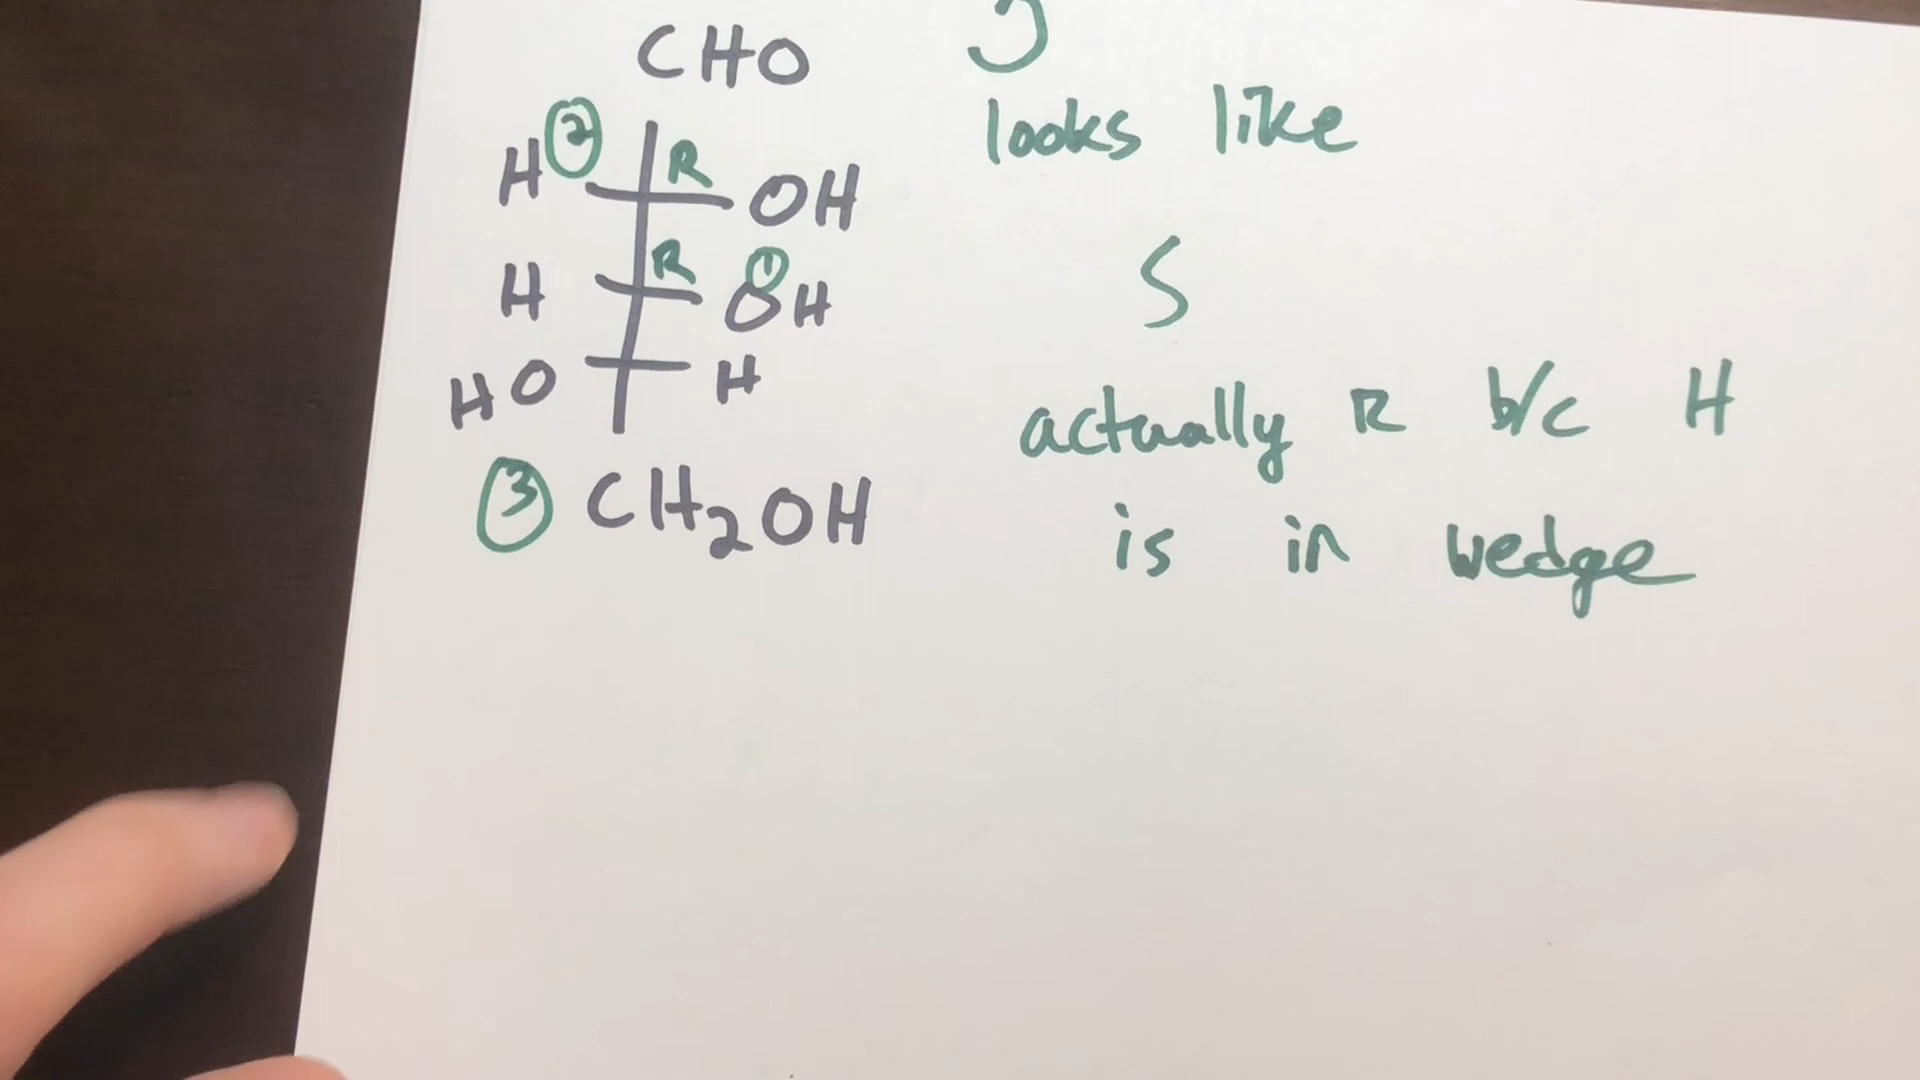 CHO
H ② R OH
H R ① OH
HO H
③ CH2OH
looks like
S
actually R b/c H
is in wedge